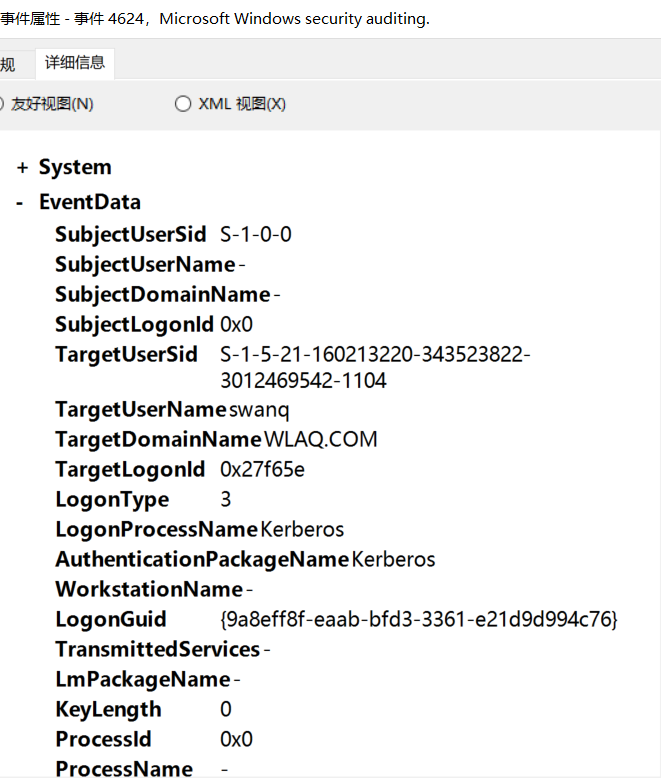 事件属性 - 事件 4624，Microsoft Windows security auditing.
规 详细信息
友好视图(N) XML 视图(X)
+ System
- EventData
SubjectUserSid S-1-0-0
SubjectUserName -
SubjectDomainName -
SubjectLogonId 0x0
TargetUserSid S-1-5-21-160213220-343523822-
3012469542-1104
TargetUserName swanq
TargetDomainName WLAQ.COM
TargetLogonId 0x27f65e
LogonType 3
LogonProcessName Kerberos
AuthenticationPackageName Kerberos
WorkstationName -
LogonGuid {9a8eff8f-eaab-bfd3-3361-e21d9d994c76}
TransmittedServices -
LmPackageName -
KeyLength 0
ProcessId 0x0
ProcessName -